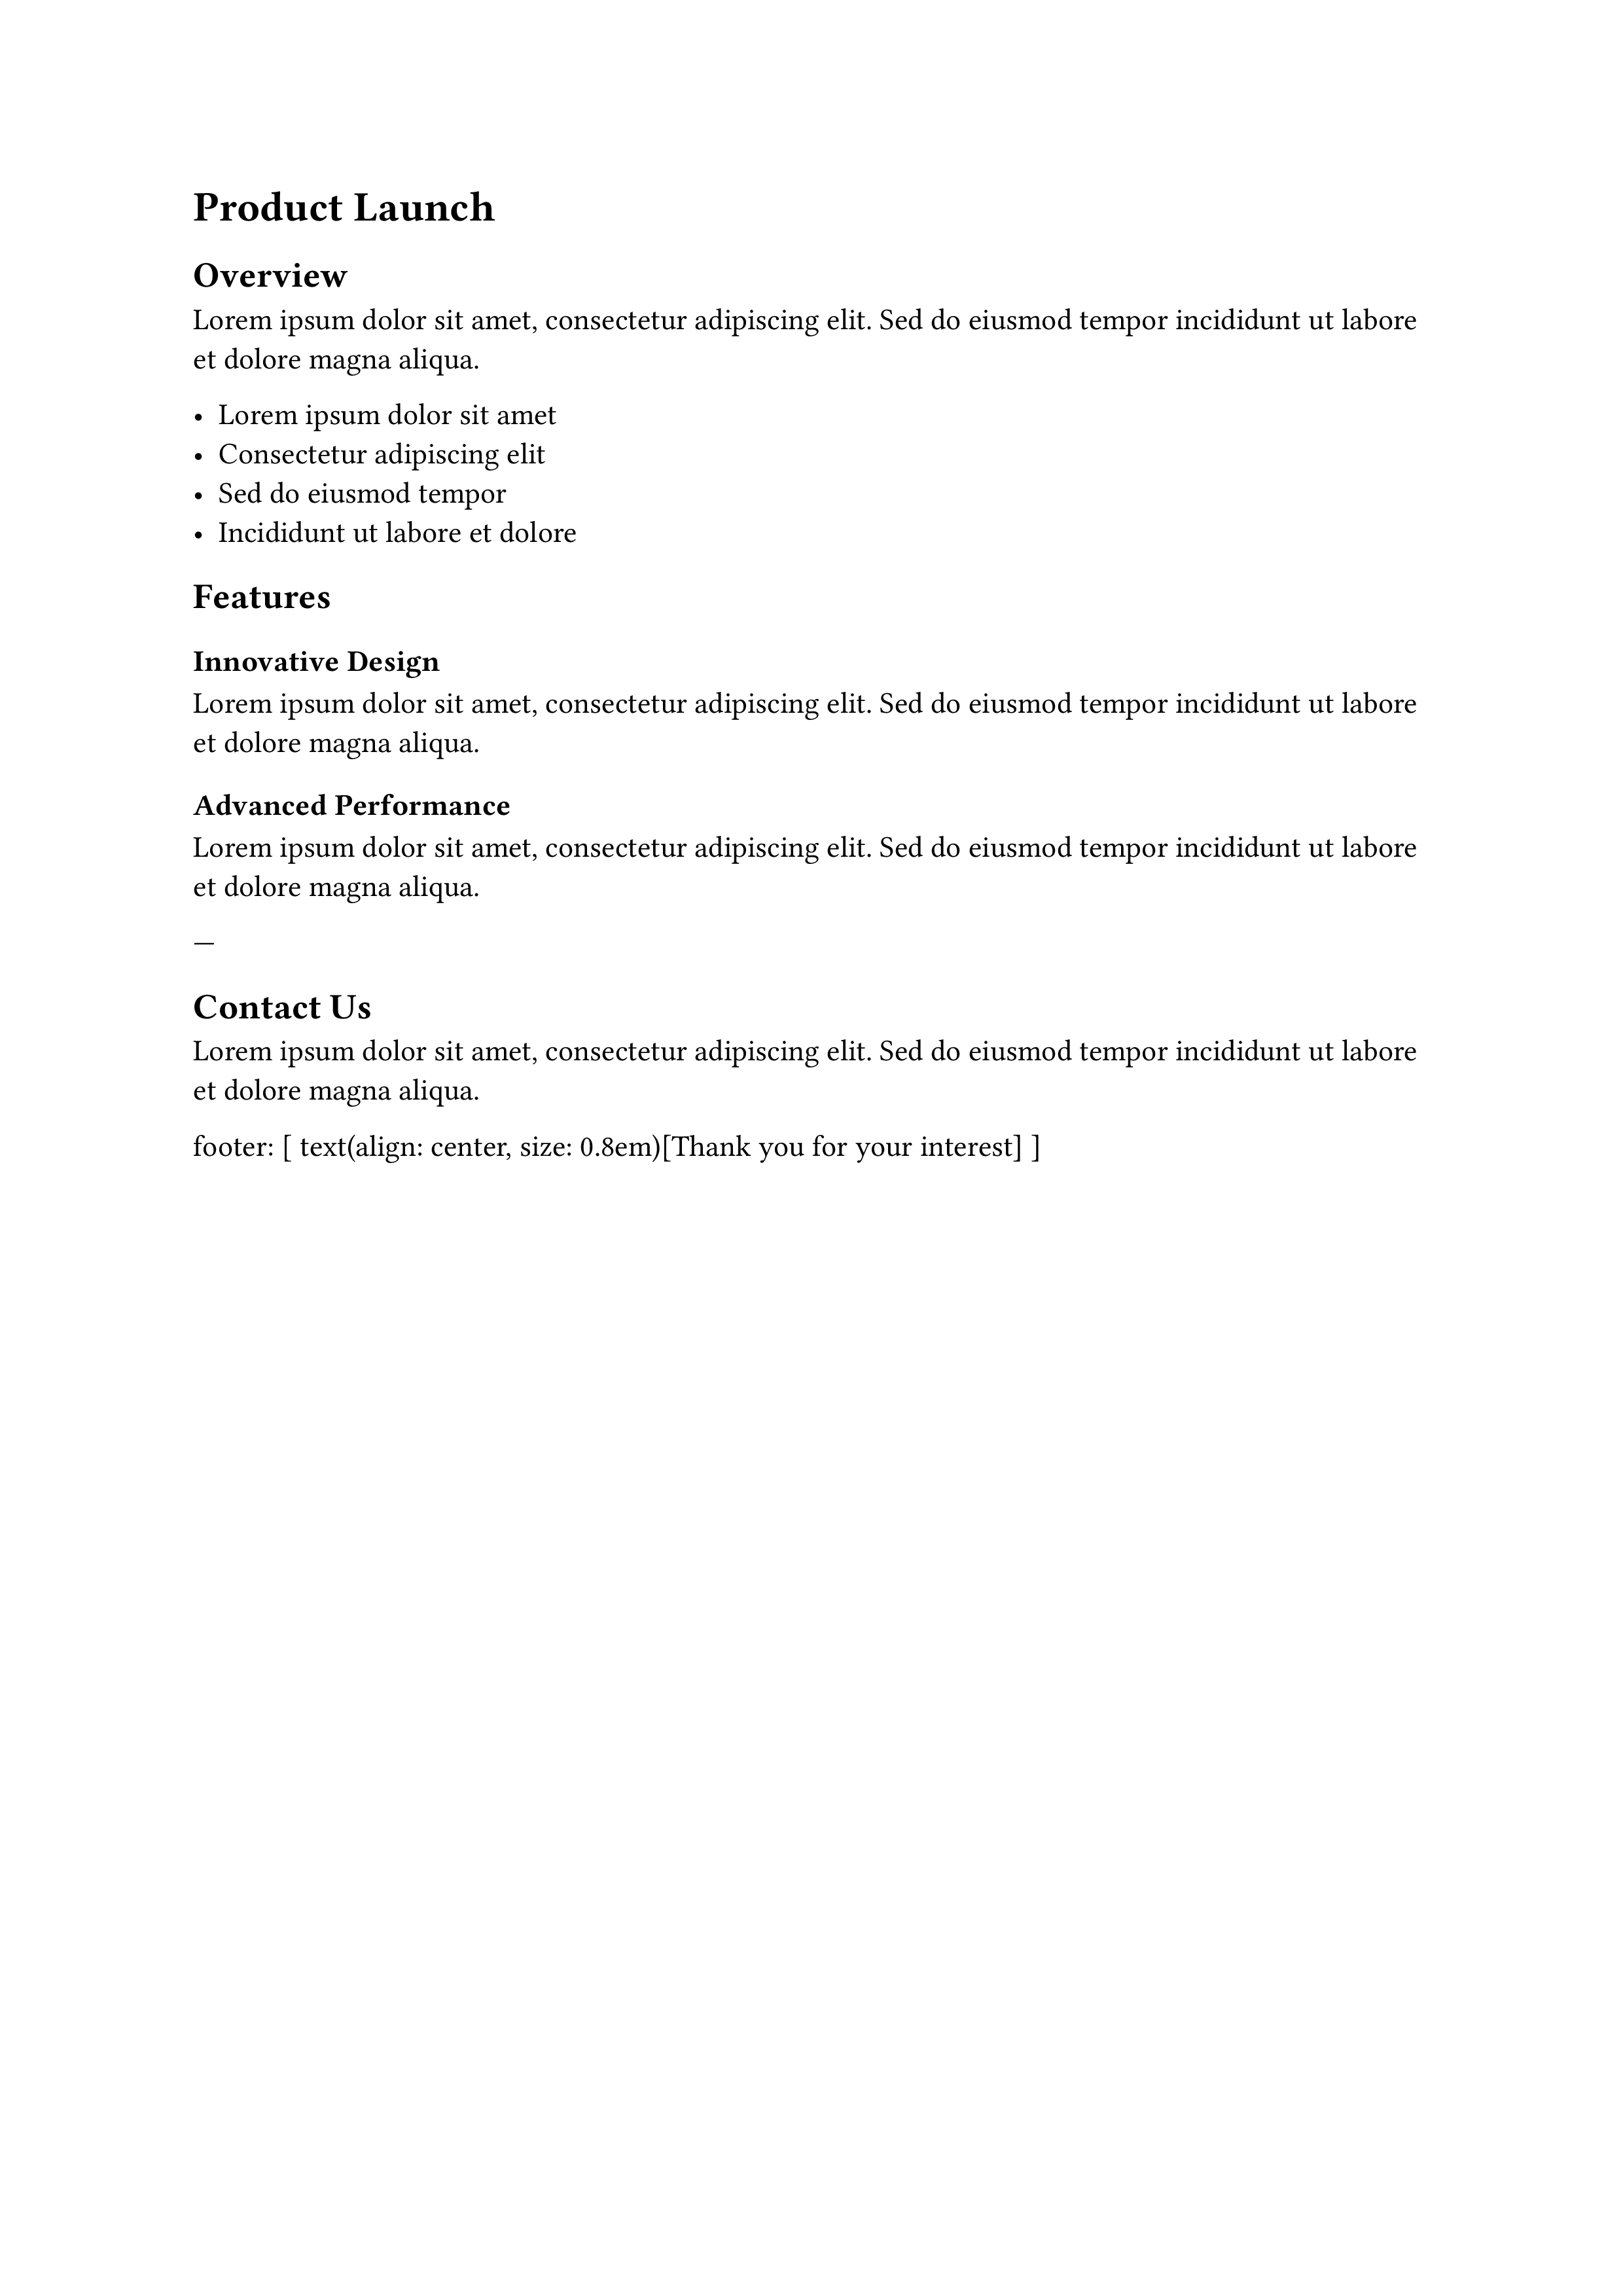 Product Launch
Overview
Lorem ipsum dolor sit amet, consectetur adipiscing elit. Sed do eiusmod tempor incididunt ut labore
et dolore magna aliqua.
• Lorem ipsum dolor sit amet
• Consectetur adipiscing elit
• Sed do eiusmod tempor
• Incididunt ut labore et dolore
Features
Innovative Design
Lorem ipsum dolor sit amet, consectetur adipiscing elit. Sed do eiusmod tempor incididunt ut labore
et dolore magna aliqua.
Advanced Performance
Lorem ipsum dolor sit amet, consectetur adipiscing elit. Sed do eiusmod tempor incididunt ut labore
et dolore magna aliqua.
—
Contact Us
Lorem ipsum dolor sit amet, consectetur adipiscing elit. Sed do eiusmod tempor incididunt ut labore
et dolore magna aliqua.
footer: [ text(align: center, size: 0.8em)[Thank you for your interest] ]